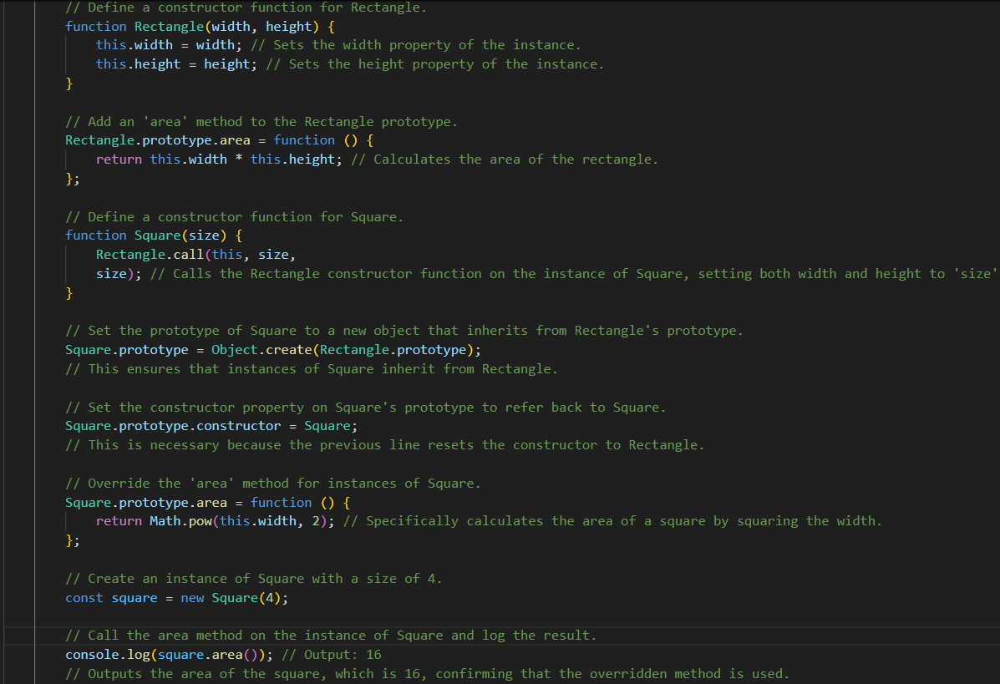 // Define a constructor function for Rectangle.
function Rectangle(width, height) {
    this.width = width; // Sets the width property of the instance.
    this.height = height; // Sets the height property of the instance.
}

// Add an 'area' method to the Rectangle prototype.
Rectangle.prototype.area = function () {
    return this.width * this.height; // Calculates the area of the rectangle.
};

// Define a constructor function for Square.
function Square(size) {
    Rectangle.call(this, size,
    size); // Calls the Rectangle constructor function on the instance of Square, setting both width and height to 'size'
}

// Set the prototype of Square to a new object that inherits from Rectangle's prototype.
Square.prototype = Object.create(Rectangle.prototype);
// This ensures that instances of Square inherit from Rectangle.

// Set the constructor property on Square's prototype to refer back to Square.
Square.prototype.constructor = Square;
// This is necessary because the previous line resets the constructor to Rectangle.

// Override the 'area' method for instances of Square.
Square.prototype.area = function () {
    return Math.pow(this.width, 2); // Specifically calculates the area of a square by squaring the width.
};

// Create an instance of Square with a size of 4.
const square = new Square(4);

// Call the area method on the instance of Square and log the result.
console.log(square.area()); // Output: 16
// Outputs the area of the square, which is 16, confirming that the overridden method is used.